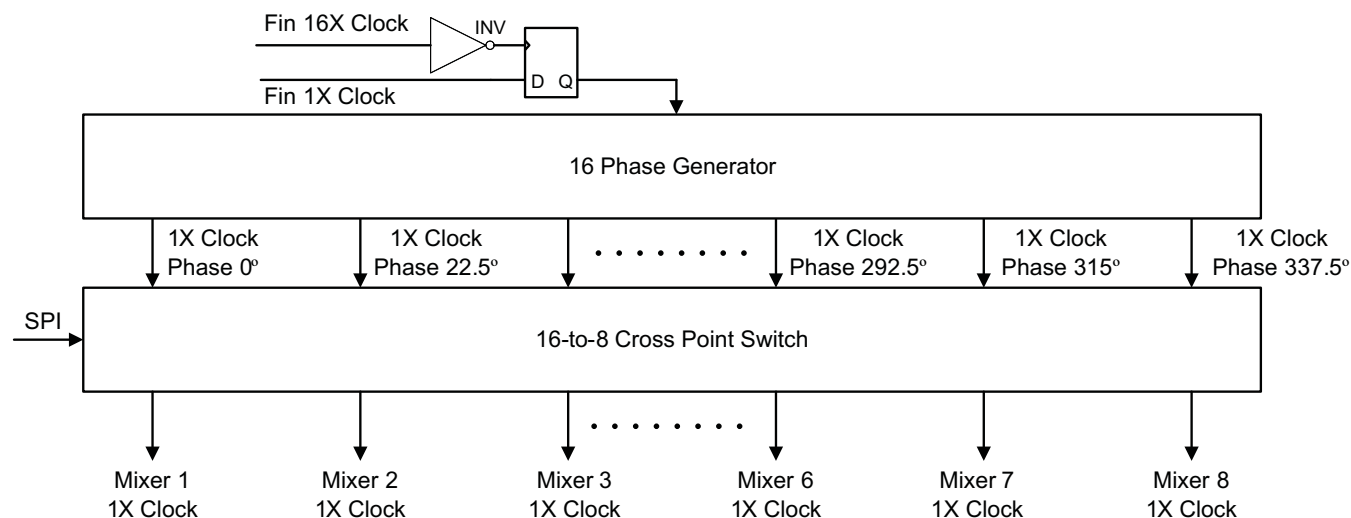 Fin 16X Clock
INV
D Q
Fin 1X Clock
16 Phase Generator
1X Clock
Phase 0º
1X Clock
Phase 22.5º
1X Clock
Phase 292.5º
1X Clock
Phase 315º
1X Clock
Phase 337.5º
SPI
16-to-8 Cross Point Switch
Mixer 1
1X Clock
Mixer 2
1X Clock
Mixer 3
1X Clock
Mixer 6
1X Clock
Mixer 7
1X Clock
Mixer 8
1X Clock